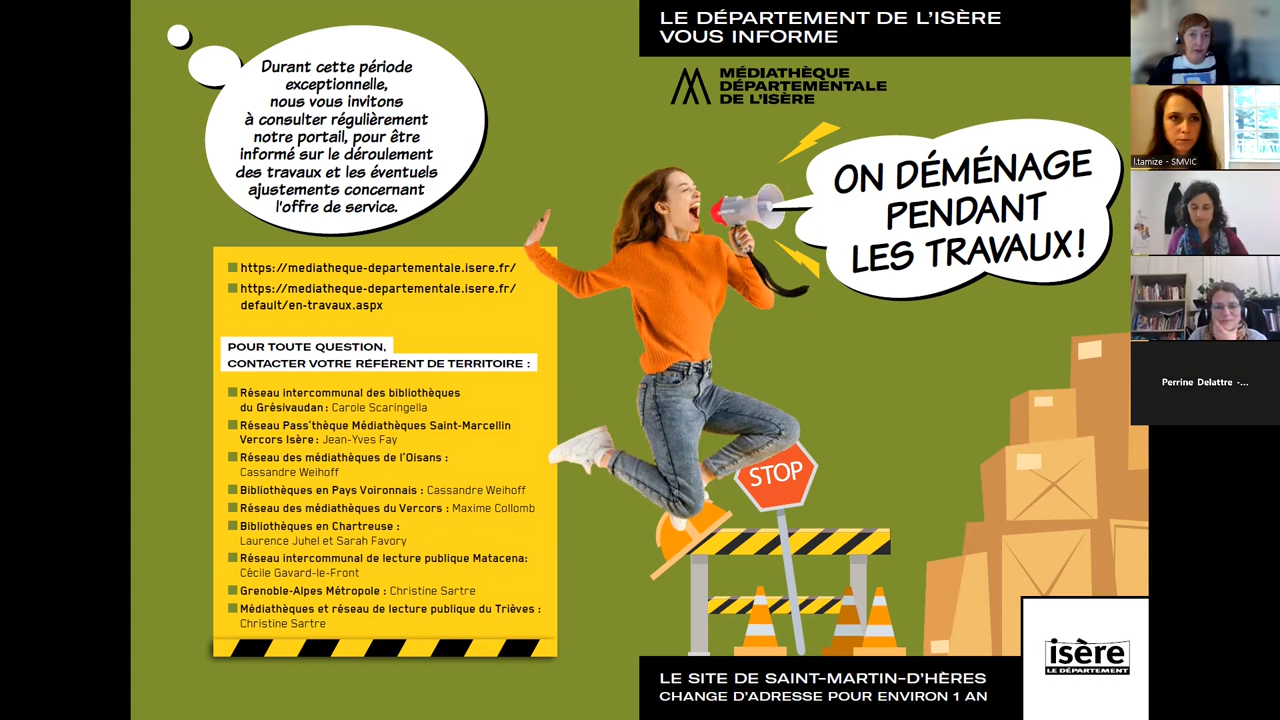 Durant cette période
exceptionnelle,
nous vous invitons
à consulter régulièrement
notre portail, pour être
informé sur le déroulement
des travaux et les éventuels
ajustements concernant
l'offre de service.
https://mediatheque-departementale.isere.fr/
https://mediatheque-departementale.isere.fr/
default/en-travaux.aspx
POUR TOUTE QUESTION,
CONTACTER VOTRE RÉFÉRENT DE TERRITOIRE :
Réseau intercommunal des bibliothèques
du Grésivaudan : Carole Scaringella
Réseau Pass'thèque Médiathèques Saint-Marcellin
Vercors Isère : Jean-Yves Fay
Réseau des médiathèques de l'Oisans :
Cassandre Weihoff
Bibliothèques en Pays Voironnais : Cassandre Weihoff
Réseau des médiathèques du Vercors : Maxime Collomb
Bibliothèques en Chartreuse :
Laurence Juhel et Sarah Favory
Réseau intercommunal de lecture publique Matacena:
Cécile Gavard-le-Front
Grenoble-Alpes Métropole : Christine Sartre
Médiathèques et réseau de lecture publique du Trièves :
Christine Sartre
LE DÉPARTEMENT DE L'ISÈRE
VOUS INFORME
MÉDIATHÈQUE
DÉPARTEMENTALE
DE L'ISÈRE
ON DÉMÉNAGE
PENDANT
LES TRAVAUX !
STOP
LE SITE DE SAINT-MARTIN-D'HÈRES
CHANGE D'ADRESSE POUR ENVIRON 1 AN
isère
LE DÉPARTEMENT
l.tamize - SMVIC
Perrine Delattre -...